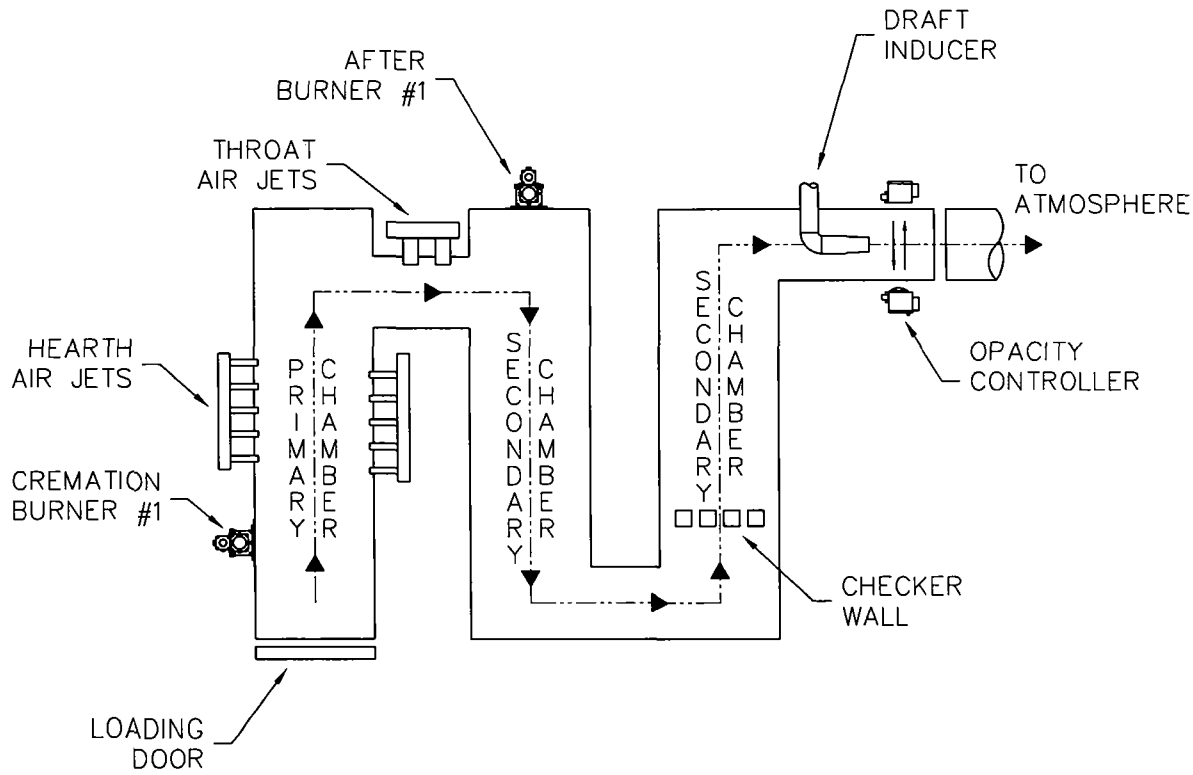 DRAFT
INDUCER
AFTER
BURNER #1
THROAT
AIR JETS
TO
ATMOSPHERE
HEARTH
AIR JETS
PRIMARY
CHAMBER
SECONDARY
CHAMBER
SECONDARY
CHAMBER
OPACITY
CONTROLLER
CREMATION
BURNER #1
CHECKER
WALL
LOADING
DOOR